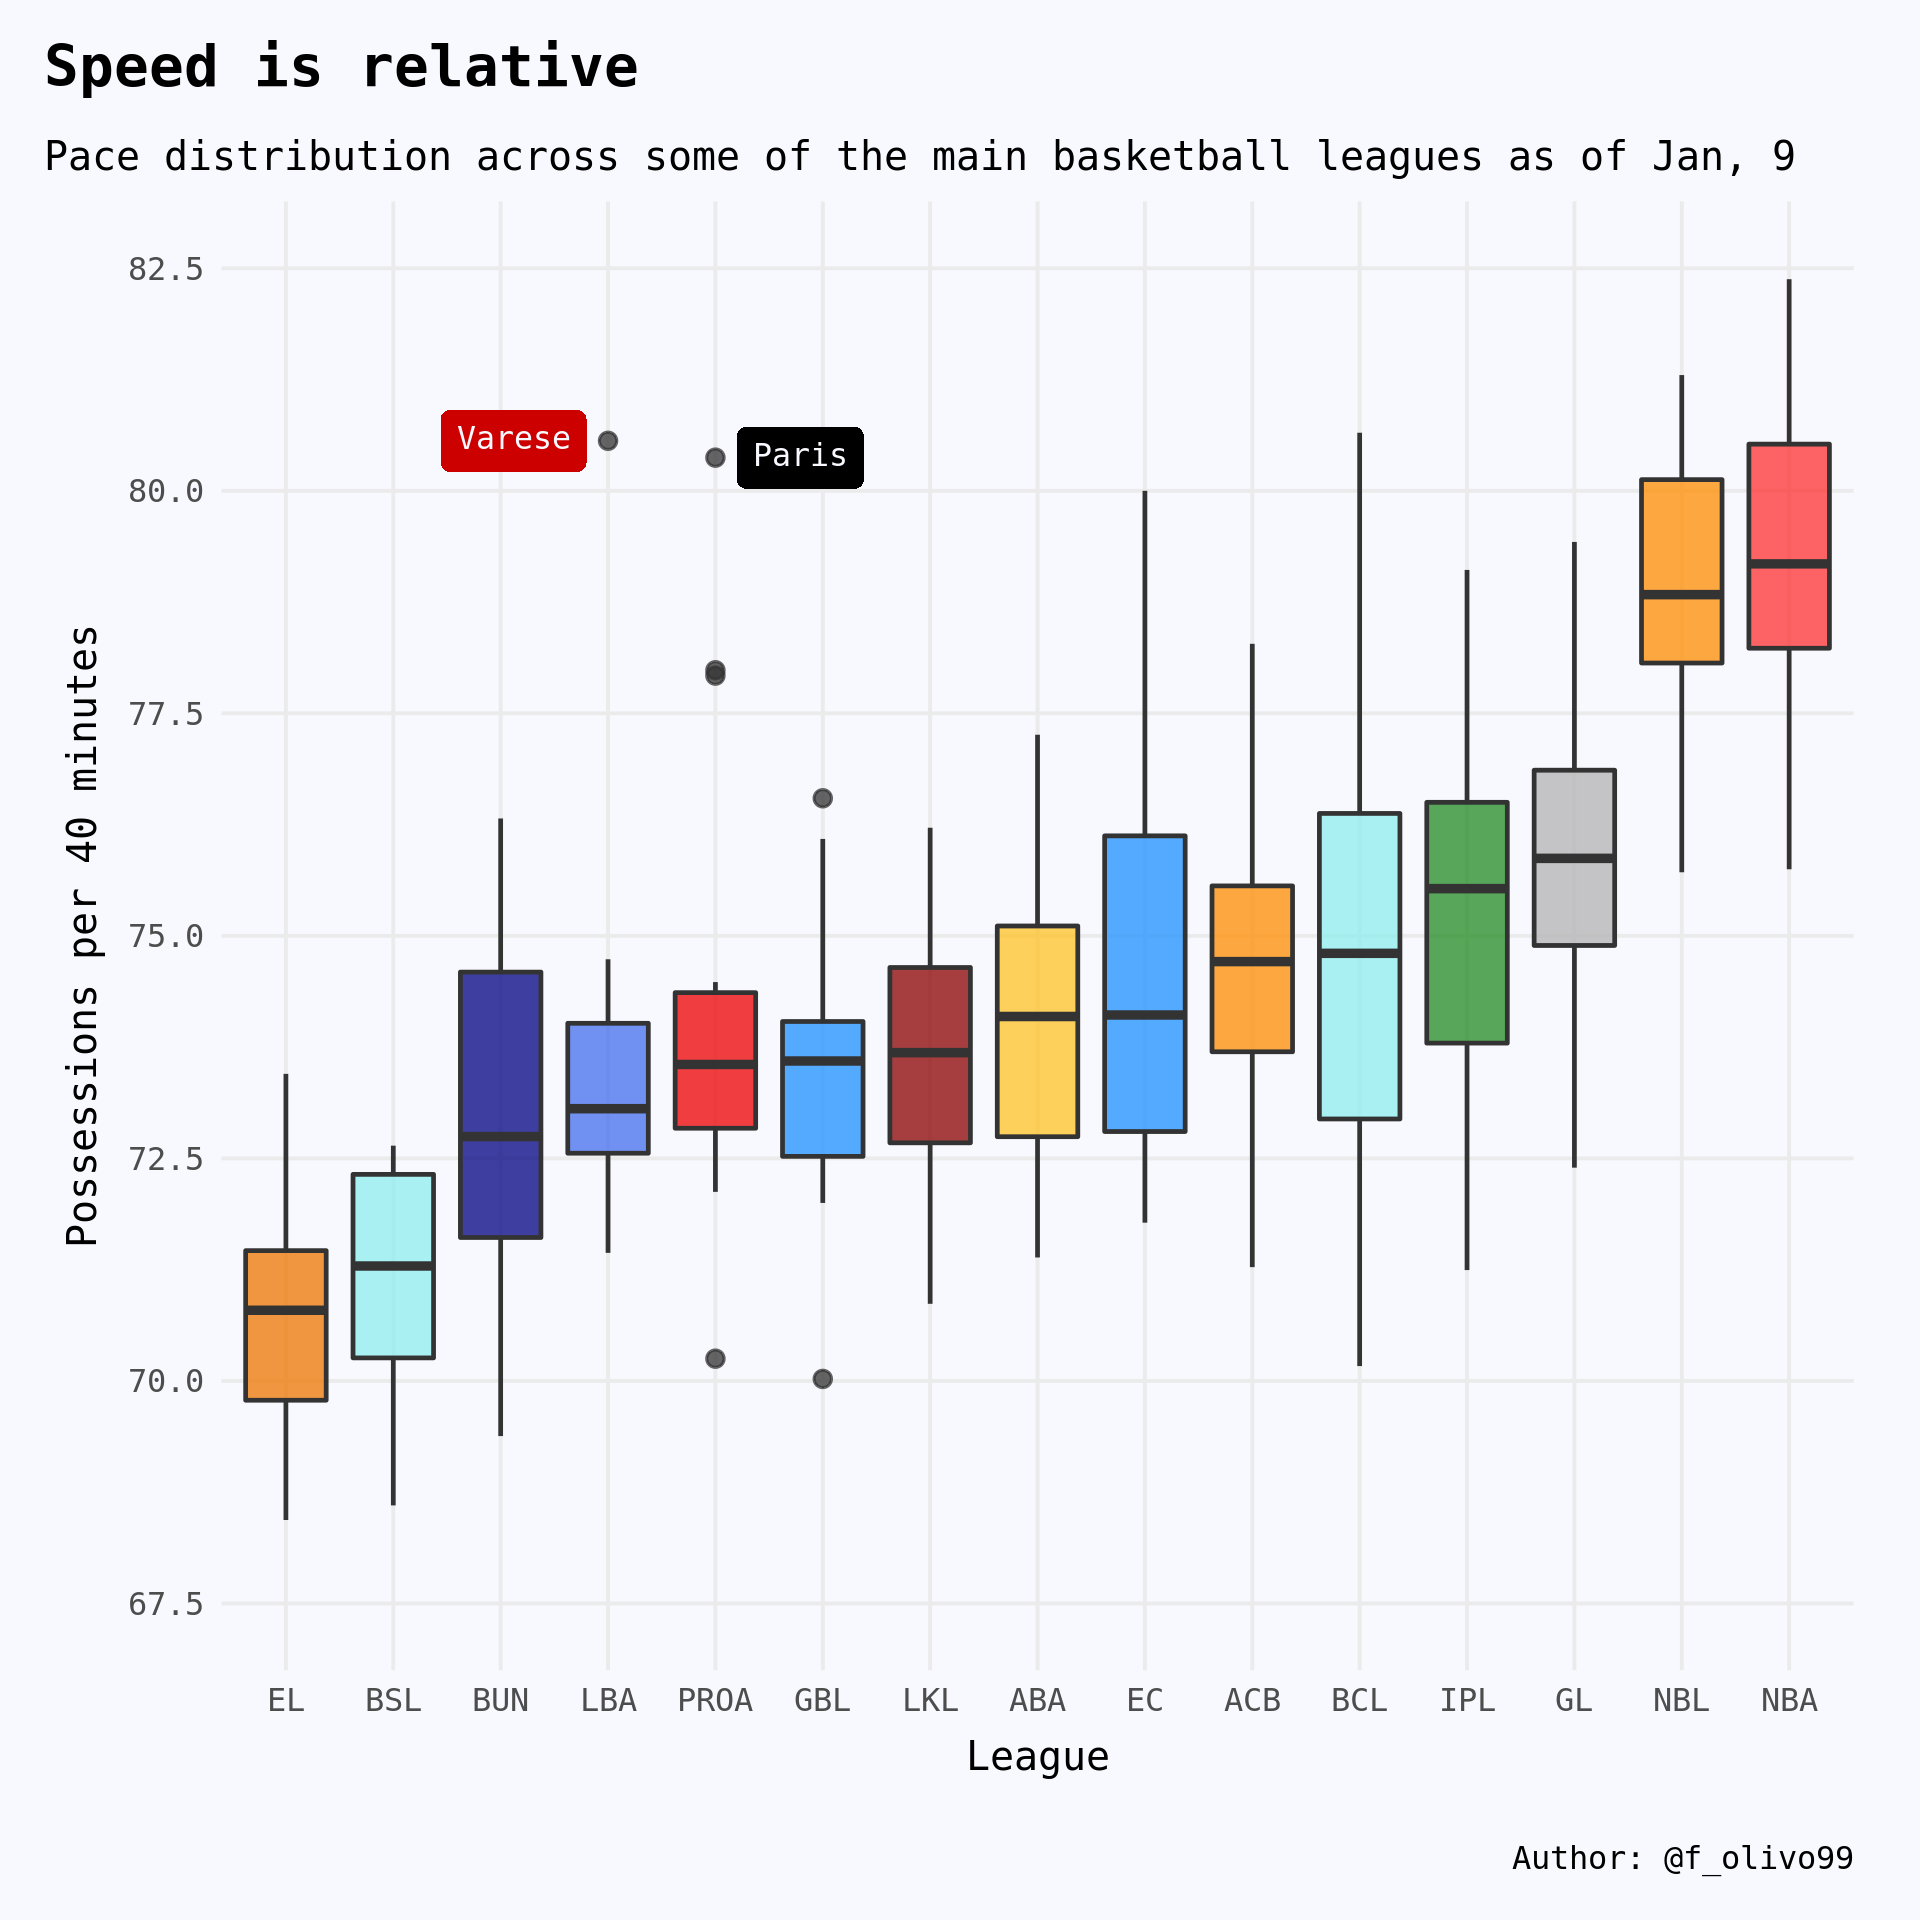 Speed is relative
Pace distribution across some of the main basketball leagues as of Jan, 9
82.5
Varese
Paris
80.0
77.5
75.0
72.5
70.0
67.5
Possessions per 40 minutes
EL BSL BUN LBA PROA GBL LKL ABA EC ACB BCL IPL GL NBL NBA
League
Author: @f_olivo99